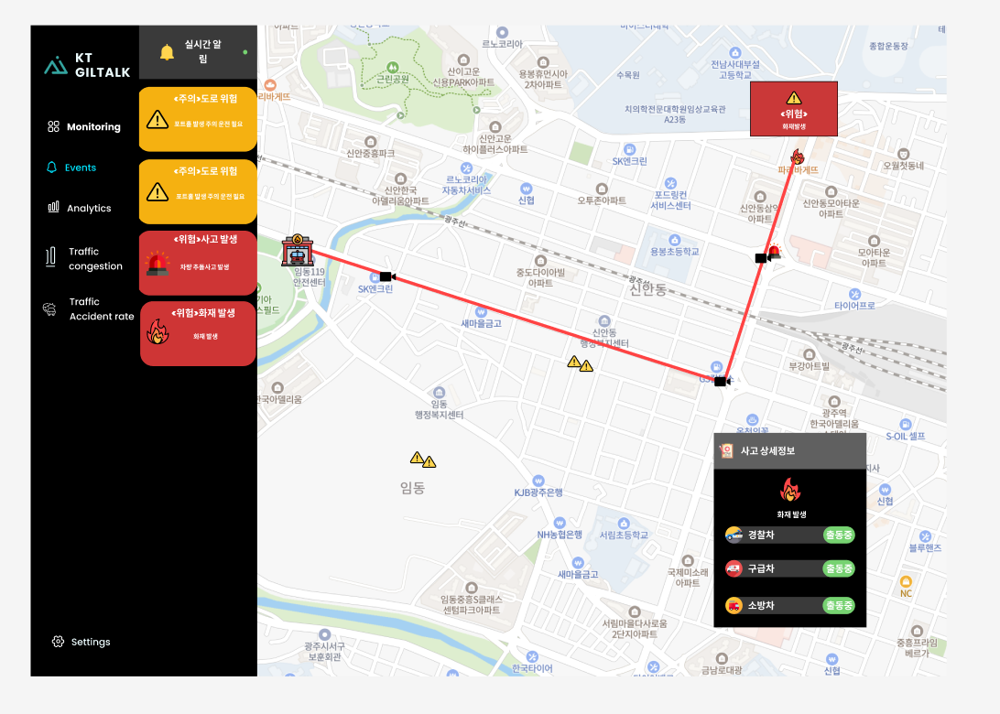 KT
GILTALK
Monitoring
Events
Analytics
Traffic
congestion
Traffic
Accident rate
Settings
실시간 알
림
<주의>도로 위험
포트홀 발생 주의 운전 필요
<주의>도로 위험
포트홀 발생 주의 운전 필요
<위험>사고 발생
차량 추돌사고 발생
<위험>화재 발생
화재 발생
르노코리아
종합운동장
테
근린공원
산이고운
신용PARK아파트
용봉휴먼시아
2차아파트
수목원
전남사대부설
고등학교
리바게뜨
치의학전문대학원임상교육관
A23동
<위험>
화재발생
신안중흥파크
신안고운
하이플러스아파트
SK엔크린
파리바게뜨
오월첫동네
르노코리아
자동차서비스
신안한국
아델리움아파트
신협
오투존아파트
포드링컨
서비스센터
신안동삼익
아파트
신안동모아타운
아파트
광주선
용봉초등학교
모아타운
아파트
임동119
안전센터
SK엔크린
중도다이아빌
아파트
광주선
신안동
타이어프로
기아
스필드
새마을금고
신안동
행정복지센터
광주선
부강아트빌
한국아델리움
임동
행정복지센터
광주역
한국아델리움
S-OIL 셀프
사고 상세정보
지사
임동
KJB광주은행
화재 발생
신협
NH농협은행
서림초등학교
경찰차
출동중
블루핸즈
새마을금고
국제미소래
아파트
구급차
출동중
NC
임동중흥S클래스
센텀파크아파트
소방차
출동중
서림마을다사로움
2단지아파트
광주시서구
보훈회관
중흥프라임
베르가
한국타이어
금남로대광
신협